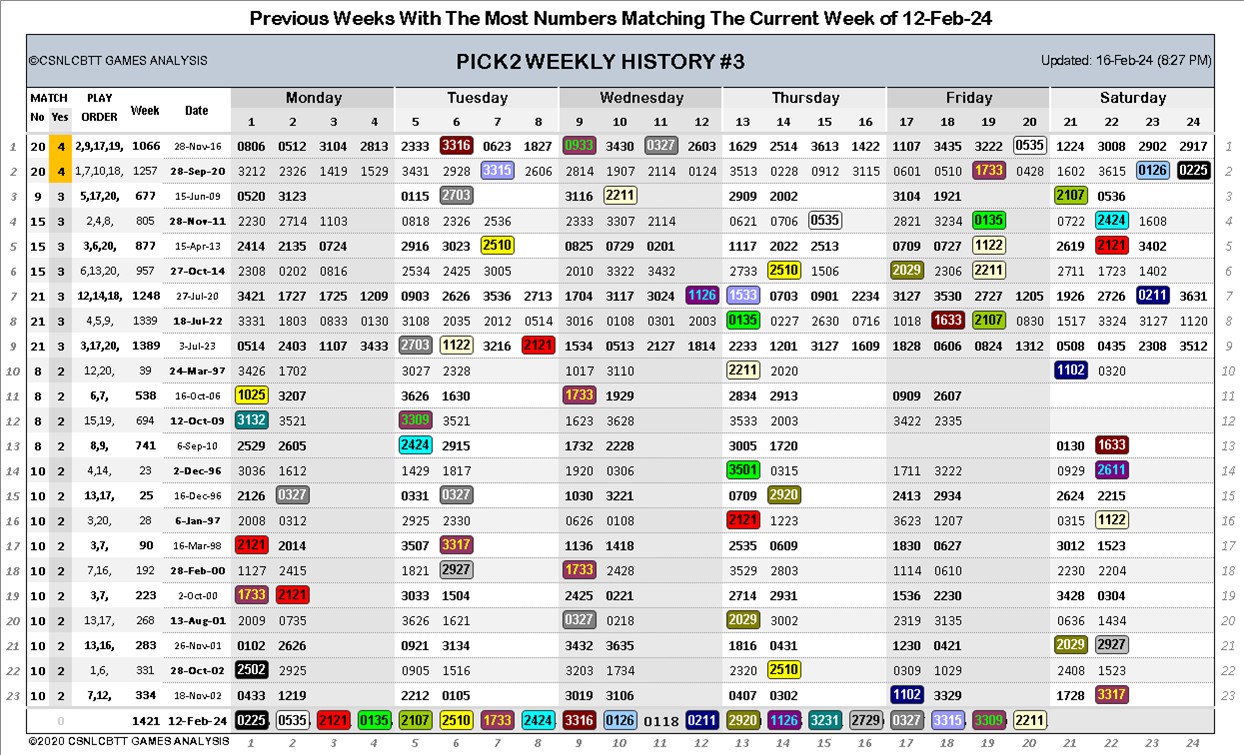 Previous Weeks With The Most Numbers Matching The Current Week of 12-Feb-24
©CSNLCBTT GAMES ANALYSIS PICK2 WEEKLY HISTORY #3 Updated: 16-Feb-24 (8:27 PM)
MATCH PLAY Week Date Monday Tuesday Wednesday Thursday Friday Saturday
No Yes ORDER 1 2 3 4 5 6 7 8 9 10 11 12 13 14 15 16 17 18 19 20 21 22 23 24
1 20 4 2,9,17,19, 1066 28-Nov-16 0806 0512 3104 2813 2333 3316 0623 1827 0933 3430 0327 2603 1629 2514 3613 1422 1107 3435 3222 0535 1224 3008 2902 2917 1
2 20 4 1,7,10,18, 1257 28-Sep-20 3212 2326 1419 1529 3431 2928 3315 2606 2814 1907 2114 0124 3513 0228 0912 3115 0601 0510 1733 0428 1602 3615 0126 0225 2
3 9 3 5,17,20, 677 15-Jun-09 0520 3123 0115 2703 3116 2211 2909 2002 3104 1921 2107 0536 3
4 15 3 2,4,8, 805 28-Nov-11 2230 2714 1103 0818 2326 2536 2333 3307 2114 0621 0706 0535 2821 3234 0135 0722 2424 1608 4
5 15 3 3,6,20, 877 15-Apr-13 2414 2135 0724 2916 3023 2510 0825 0729 0201 1117 2022 2513 0709 0727 1122 2619 2121 3402 5
6 15 3 6,13,20, 957 27-Oct-14 2308 0202 0816 2534 2425 3005 2010 3322 3432 2733 2510 1506 2029 2306 2211 2711 1723 1402 6
7 21 3 12,14,18, 1248 27-Jul-20 3421 1727 1725 1209 0903 2626 3536 2713 1704 3117 3024 1126 1533 0703 0901 2234 3127 3530 2727 1205 1926 2726 0211 3631 7
8 21 3 4,5,9, 1339 18-Jul-22 3331 1803 0833 0130 3108 2035 2012 0514 3016 0108 0301 2003 0135 0227 2630 0716 1018 1633 2107 0830 1517 3324 3127 1120 8
9 21 3 3,17,20, 1389 3-Jul-23 0514 2403 1107 3433 2703 1122 3216 2121 1534 0513 2127 1814 2233 1201 3127 1609 1828 0606 0824 1312 0508 0435 2308 3512 9
10 8 2 12,20, 39 24-Mar-97 3426 1702 3027 2328 1017 3110 2211 2020 1102 0320 10
11 8 2 6,7, 538 16-Oct-06 1025 3207 3626 1630 1733 1929 2834 2913 0909 2607 11
12 8 2 15,19, 694 12-Oct-09 3132 3521 3309 3521 1623 3628 3533 2003 3422 2335 12
13 8 2 8,9, 741 6-Sep-10 2529 2605 2424 2915 1732 2228 3005 1720 0130 1633 13
14 10 2 4,14, 23 2-Dec-96 3036 1612 1429 1817 1920 0306 3501 0315 1711 3222 0929 2611 14
15 10 2 13,17, 25 16-Dec-96 2126 0327 0331 0327 1030 3221 0709 2920 2413 2934 2624 2215 15
16 10 2 3,20, 28 6-Jan-97 2008 0312 2925 2330 0626 0108 2121 1223 3623 1207 0315 1122 16
17 10 2 3,7, 90 16-Mar-98 2121 2014 3507 3317 1136 1418 2535 0609 1830 0627 3012 1523 17
18 10 2 7,16, 192 28-Feb-00 1127 2415 1821 2927 1733 2428 3529 2803 1114 0610 2230 2204 18
19 10 2 3,7, 223 2-Oct-00 1733 2121 3033 1504 2425 0221 2714 2931 1536 2230 3428 0304 19
20 10 2 13,17, 268 13-Aug-01 2009 0735 3626 1621 0327 0218 2029 3002 2319 3135 0636 1434 20
21 10 2 13,16, 283 26-Nov-01 0102 2626 0921 3134 3432 3635 1816 0431 1230 0421 2029 2927 21
22 10 2 1,6, 331 28-Oct-02 2502 2925 0905 1516 3203 1734 2320 2510 0309 1029 2408 1523 22
23 10 2 7,12, 334 18-Nov-02 0433 1219 2212 0105 3019 3106 0407 0302 1102 3329 1728 3317 23
0 1421 12-Feb-24 0225 0535 2121 0135 2107 2510 1733 2424 3316 0126 0118 0211 2920 1126 3231 2729 0327 3315 3309 2211
©2020 CSNLCBTT GAMES ANALYSIS 1 2 3 4 5 6 7 8 9 10 11 12 13 14 15 16 17 18 19 20 21 22 23 24